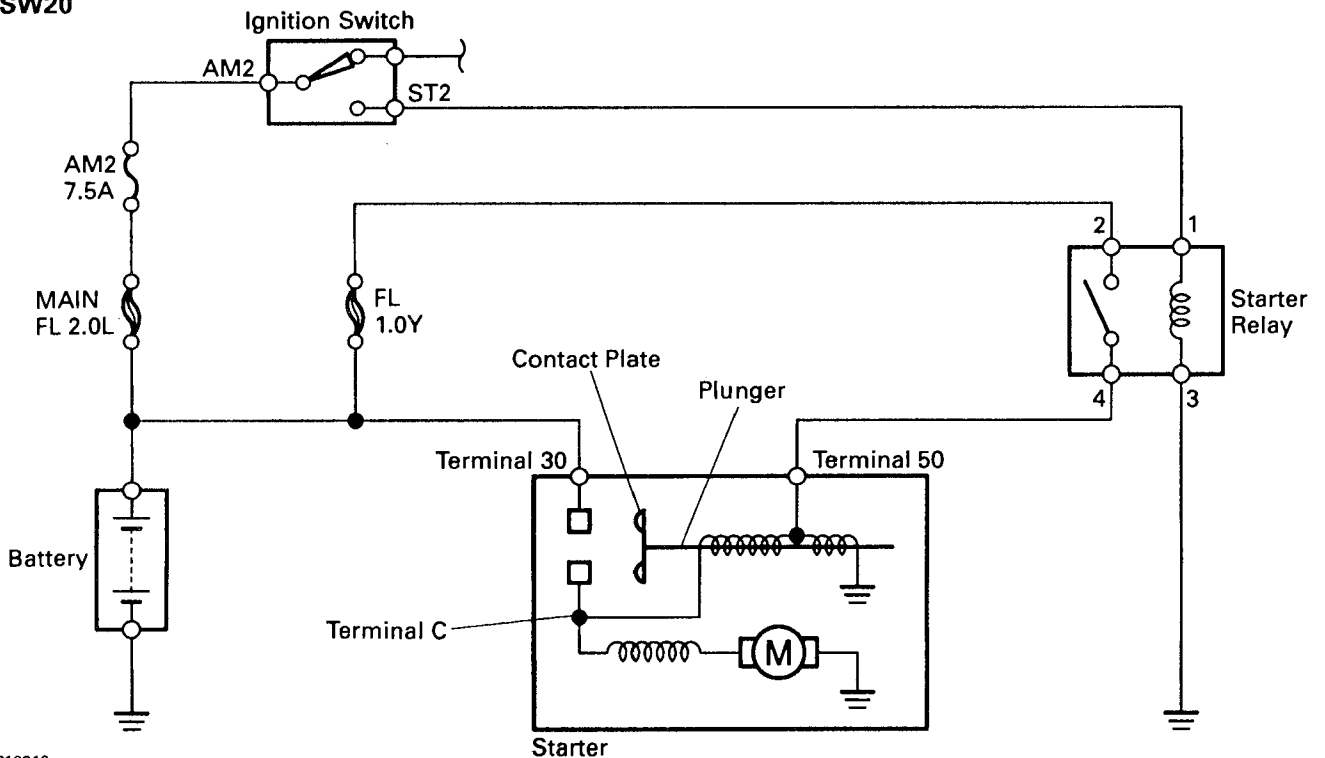 SW20
Ignition Switch
AM2
ST2
AM2
7.5A
MAIN
FL 2.0L
FL
1.0Y
2
1
Starter
Relay
4
3
Contact Plate
Plunger
Terminal 30
Terminal 50
Battery
Terminal C
M
Starter